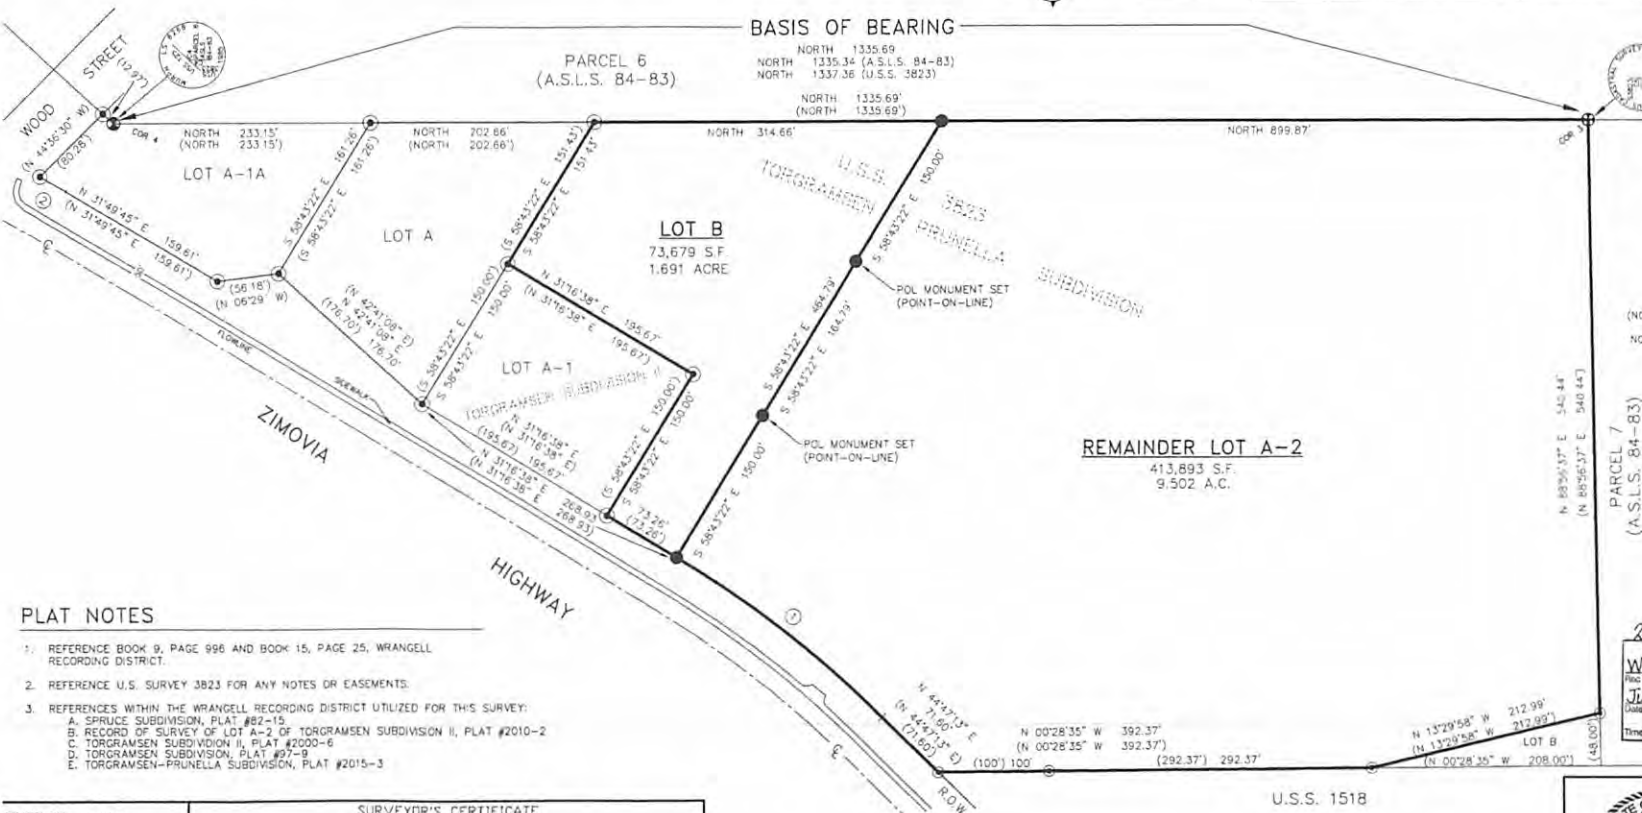 BASIS OF BEARING
NORTH 1335.69
NORTH 1335.34 (A.S.L.S. 84-83)
NORTH 1337.36 (U.S.S. 3823)
NORTH 1335.69'
(NORTH 1335.69')
PARCEL 6
(A.S.L.S. 84-83)
WOOD STREET
(12.97')
(N 44°36'30" W)
(80.28')
COR 4
NORTH 233.15'
(NORTH 233.15')
NORTH 202.66'
(NORTH 202.66')
NORTH 314.66'
NORTH 899.87'
COR 3
LOT A-1A
N 31°49'45" E 159.61'
(N 31°49'45" E 159.61')
2
(56.18')
(N 06°29' W)
S 58°43'22" E 161.26'
(S 58°43'22" E 161.26')
LOT A
(N 42°41'08" E)
N 42°41'08" E
(176.70') 176.70'
(S 58°43'22" E 151.43')
S 58°43'22" E 151.43'
LOT B
73,679 S.F.
1.691 ACRE
U.S.S. 3823
TORGRAMSEN PRUNELLA SUBDIVISION
S 58°43'22" E 150.00'
POL MONUMENT SET
(POINT-ON-LINE)
S 58°43'22" E 464.79'
S 58°43'22" E 164.79'
POL MONUMENT SET
(POINT-ON-LINE)
S 58°43'22" E 150.00'
N 31°16'38" E 195.67'
(N 31°16'38" E 195.67')
(S 58°43'22" E 150.00')
S 58°43'22" E 150.00'
LOT A-1
TORGRAMSEN SUBDIVISION II
N 31°16'38"
(N 31°16'38" E)
(195.67') 195.67'
N 31°16'38" E 268.93'
(N 31°16'38" E 268.93')
(S 58°43'22" E 150.00')
S 58°43'22" E 150.00'
73.26'
(73.26')
FLOWLINE
SIDEWALK
ZIMOVIA
HIGHWAY
REMAINDER LOT A-2
413,893 S.F.
9.502 A.C.
N 88°56'37" E 540.44'
(N 88°56'37" E 540.44')
PARCEL 7
(A.S.L.S. 84-83)
1
N 44°47'13" E
71.60'
(N 44°47'13" E)
(71.60')
R.O.W.
N 00°28'35" W 392.37'
(N 00°28'35" W 392.37')
(100') 100'
(292.37') 292.37'
N 13°29'58" W 212.99'
(N 13°29'58" W 212.99')
LOT B
(N 00°28'35" W 208.00')
(48.00')
U.S.S. 1518
PLAT NOTES
1. REFERENCE BOOK 9, PAGE 996 AND BOOK 15, PAGE 25, WRANGELL
RECORDING DISTRICT.
2. REFERENCE U.S. SURVEY 3823 FOR ANY NOTES OR EASEMENTS.
3. REFERENCES WITHIN THE WRANGELL RECORDING DISTRICT UTILIZED FOR THIS SURVEY:
A. SPRUCE SUBDIVISION, PLAT #82-15
B. RECORD OF SURVEY OF LOT A-2 OF TORGRAMSEN SUBDIVISION II, PLAT #2010-2
C. TORGRAMSEN SUBDIVIDION II, PLAT #2000-6
D. TORGRAMSEN SUBDIVISION, PLAT #97-9
E. TORGRAMSEN-PRUNELLA SUBDIVISION, PLAT #2015-3
SURVEYOR'S CERTIFICATE